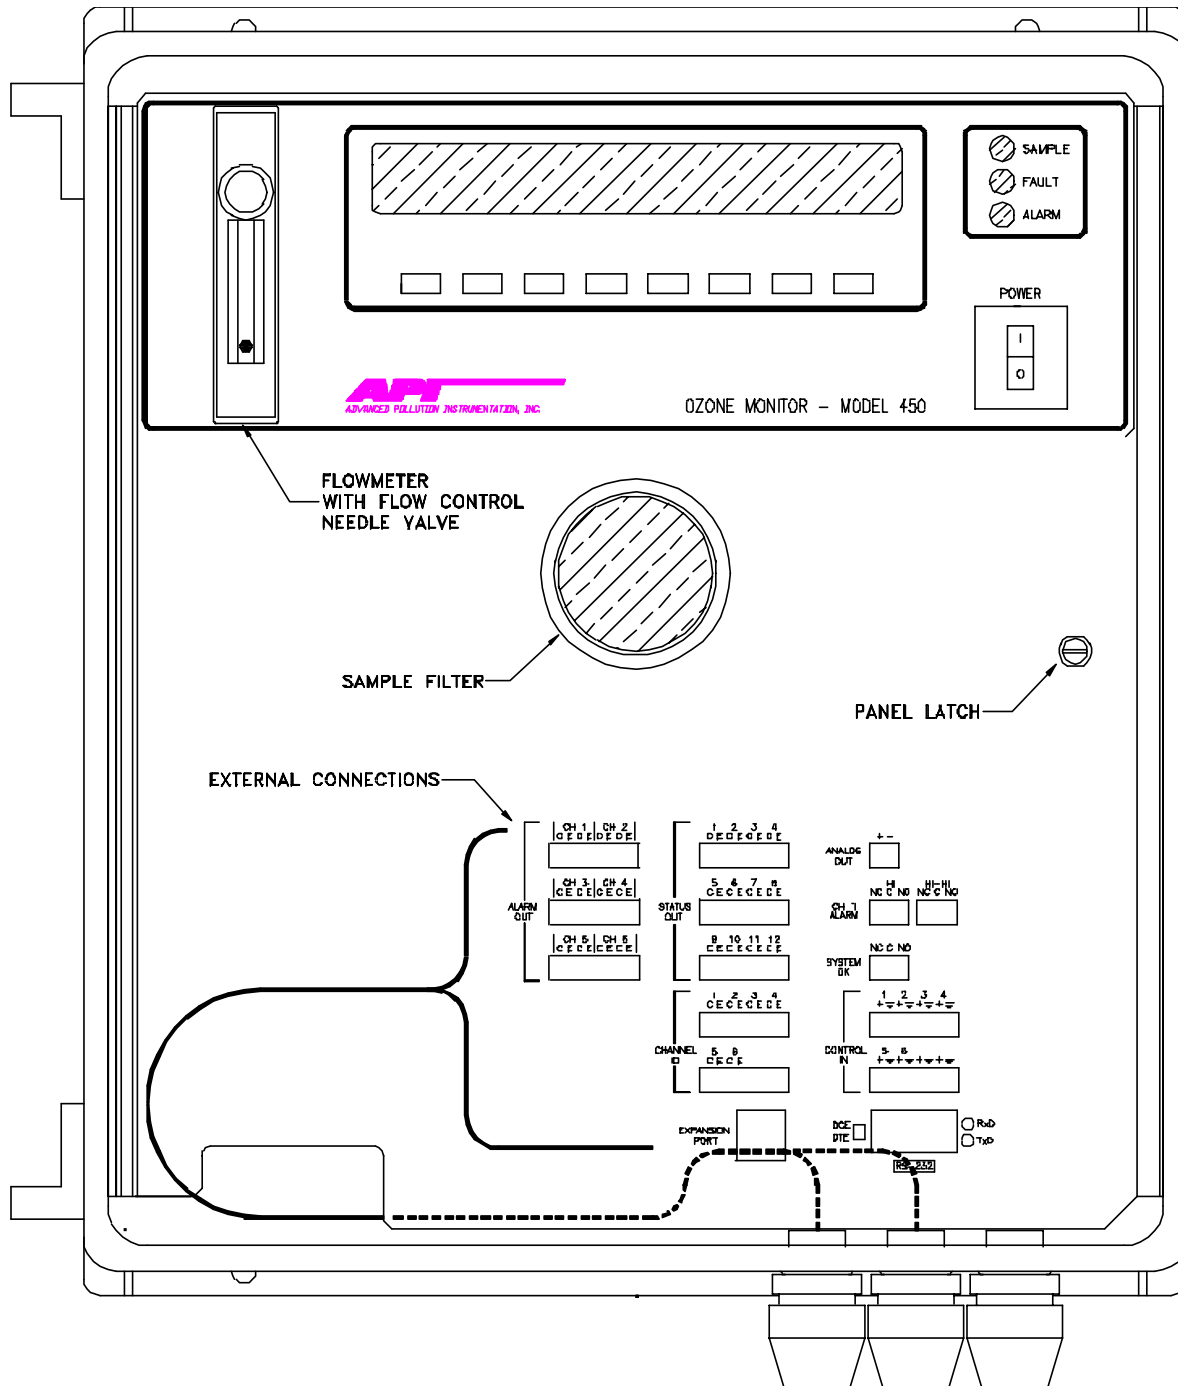 SAMPLE
FAULT
ALARM
POWER
I
O
API
ADVANCED POLLUTION INSTRUMENTATION, INC.
OZONE MONITOR - MODEL 450
FLOWMETER
WITH FLOW CONTROL
NEEDLE VALVE
SAMPLE FILTER
PANEL LATCH
EXTERNAL CONNECTIONS
CH 1 CH 2
C E C E
CH 3 CH 4
C E C E C E C E
ALARM
OUT
CH 5 CH 6
C E C E C E C E
1 2 3 4
5 6 7 8
C E C E C E C E
STATUS
OUT
9 10 11 12
C E C E C E C E
+ -
ANALOG
OUT
HI HI-HI
NC C NO NC C NO
CH 1
ALARM
NC C NO
SYSTEM
OK
1 2 3 4
C E C E C E C E
CHANNEL
ID
5 6
C E C E
1 2 3 4
CONTROL
IN
5 6
EXPANSION
PORT
DCE
DTE
RxD
TxD
RS-232